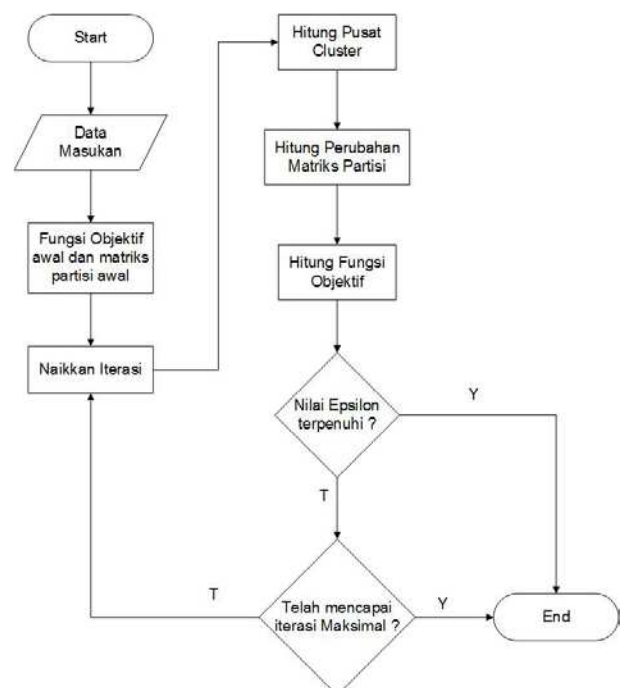 Start
Data
Masukan
Fungsi Objektif
awal dan matriks
partisi awal
Naikkan Iterasi
Hitung Pusat
Cluster
Hitung Perubahan
Matriks Partisi
Hitung Fungsi
Objektif
Nilai Epsilon
terpenuhi ?
Y
T
Telah mencapai
iterasi Maksimal ?
T
Y
End